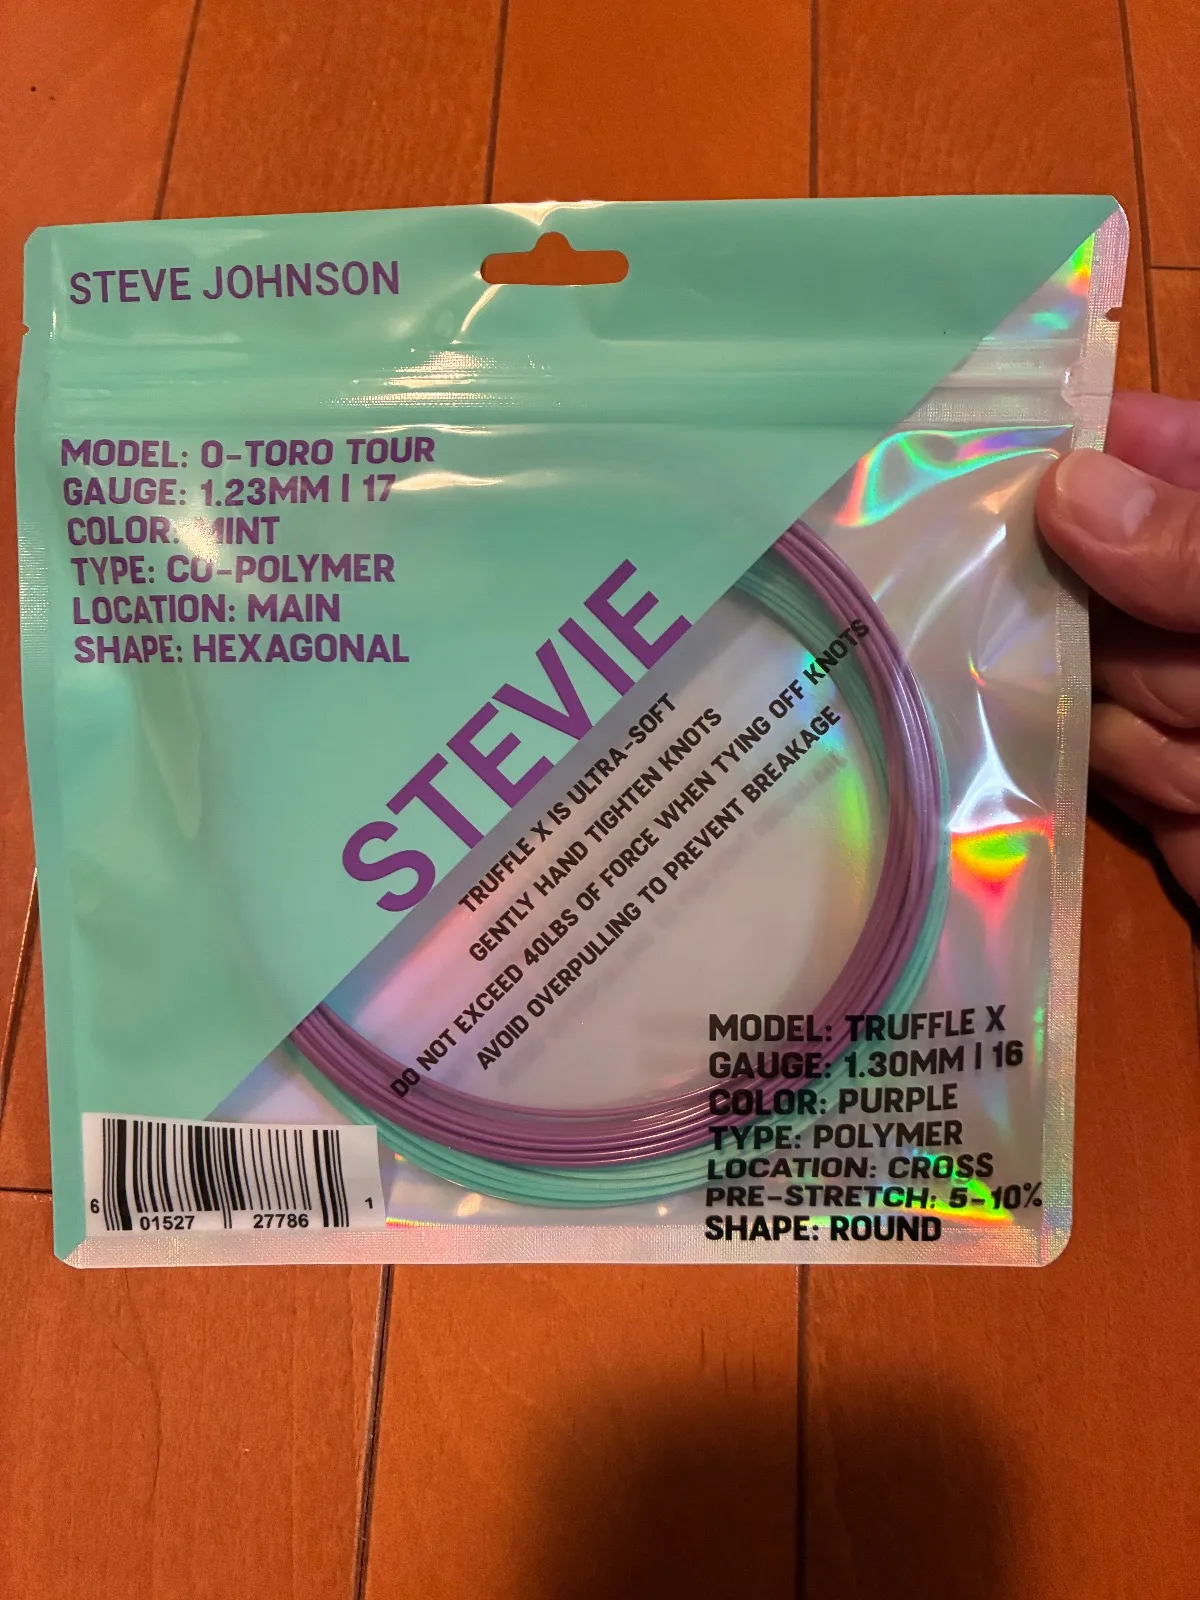 STEVE JOHNSON
MODEL: O-TORO TOUR
GAUGE: 1.23MM | 17
COLOR: MINT
TYPE: CO-POLYMER
LOCATION: MAIN
SHAPE: HEXAGONAL
STEVIE
TRUFFLE X IS ULTRA-SOFT
GENTLY HAND TIGHTEN KNOTS
DO NOT EXCEED 40LBS OF FORCE WHEN TYING OFF KNOTS
AVOID OVERPULLING TO PREVENT BREAKAGE
MODEL: TRUFFLE X
GAUGE: 1.30MM | 16
COLOR: PURPLE
TYPE: POLYMER
LOCATION: CROSS
PRE-STRETCH: 5-10%
SHAPE: ROUND
6 01527 27786 1